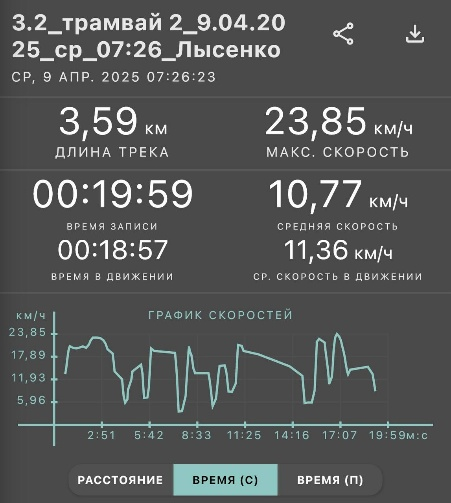 3.2_трамвай 2_9.04.20
25_ср_07:26_Лысенко
СР, 9 АПР. 2025 07:26:23
3,59 км
ДЛИНА ТРЕКА
23,85 км/ч
МАКС. СКОРОСТЬ
00:19:59
ВРЕМЯ ЗАПИСИ
10,77 км/ч
СРЕДНЯЯ СКОРОСТЬ
00:18:57
ВРЕМЯ В ДВИЖЕНИИ
11,36 км/ч
СР. СКОРОСТЬ В ДВИЖЕНИИ
ГРАФИК СКОРОСТЕЙ
км/ч
23,85
17,89
11,93
5,96
2:51 5:42 8:33 11:25 14:16 17:07 19:59м:с
РАССТОЯНИЕ ВРЕМЯ (С) ВРЕМЯ (П)